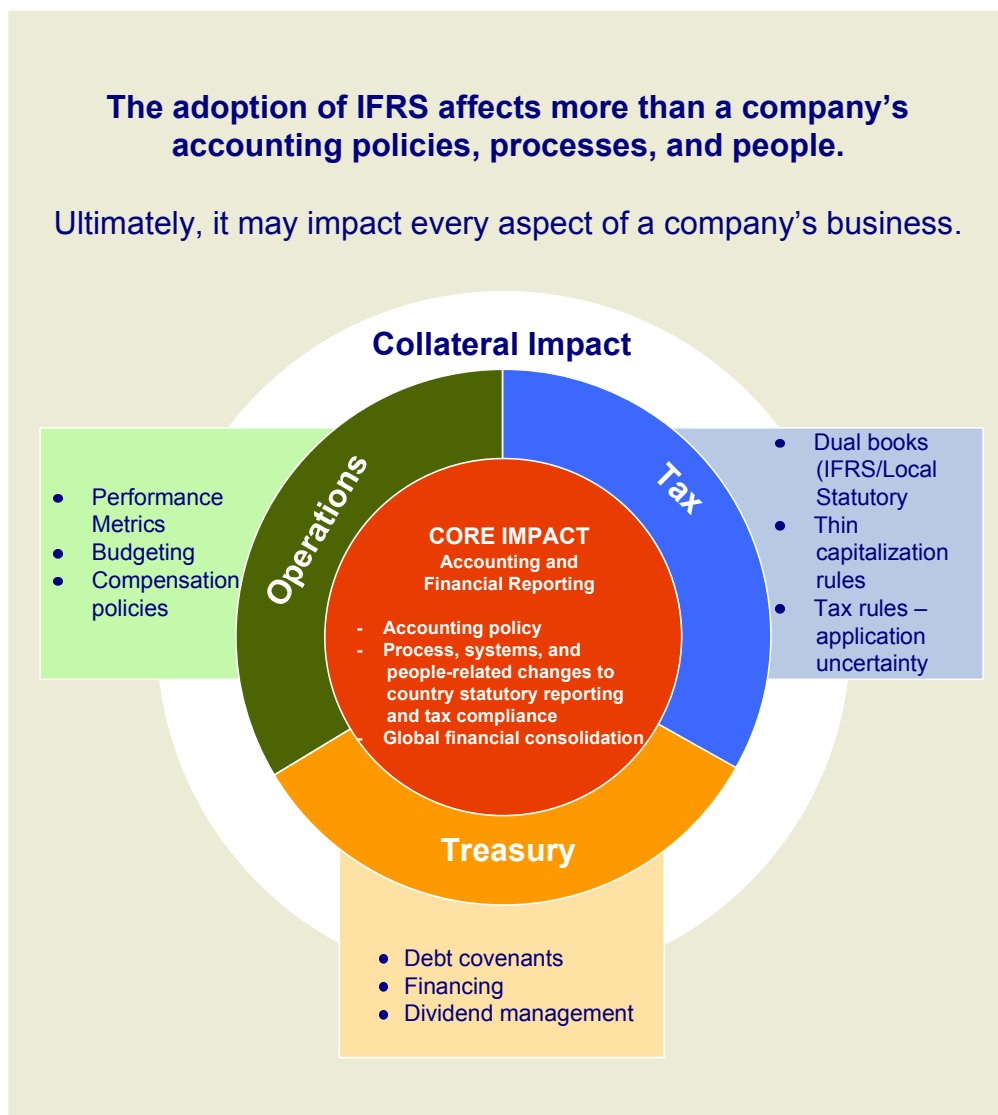 The adoption of IFRS affects more than a company’s
accounting policies, processes, and people.
Ultimately, it may impact every aspect of a company’s business.
Collateral Impact
Operations
● Performance
Metrics
● Budgeting
● Compensation
policies
CORE IMPACT
Accounting and
Financial Reporting
- Accounting policy
- Process, systems, and
people-related changes to
country statutory reporting
and tax compliance
- Global financial consolidation
Tax
● Dual books
(IFRS/Local
Statutory
● Thin
capitalization
rules
● Tax rules –
application
uncertainty
Treasury
● Debt covenants
● Financing
● Dividend management